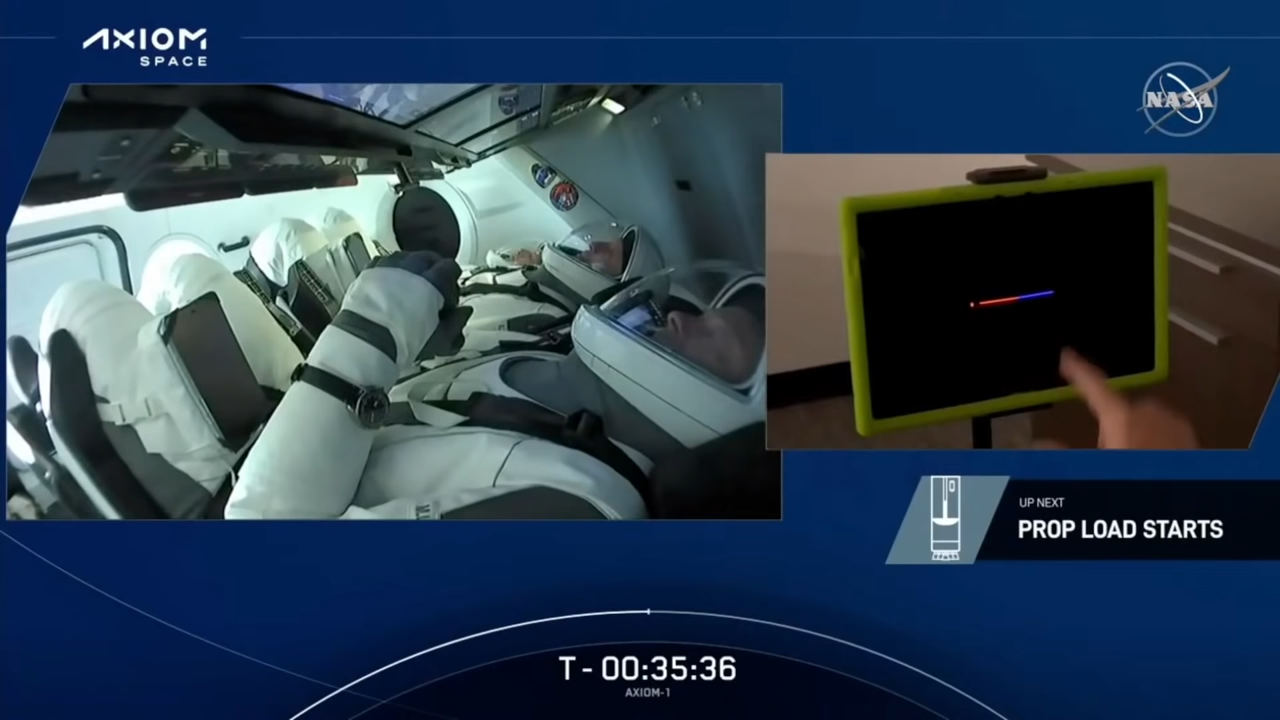 AXIOM
SPACE
NASA
UP NEXT
PROP LOAD STARTS
T - 00:35:36
AXIOM-1